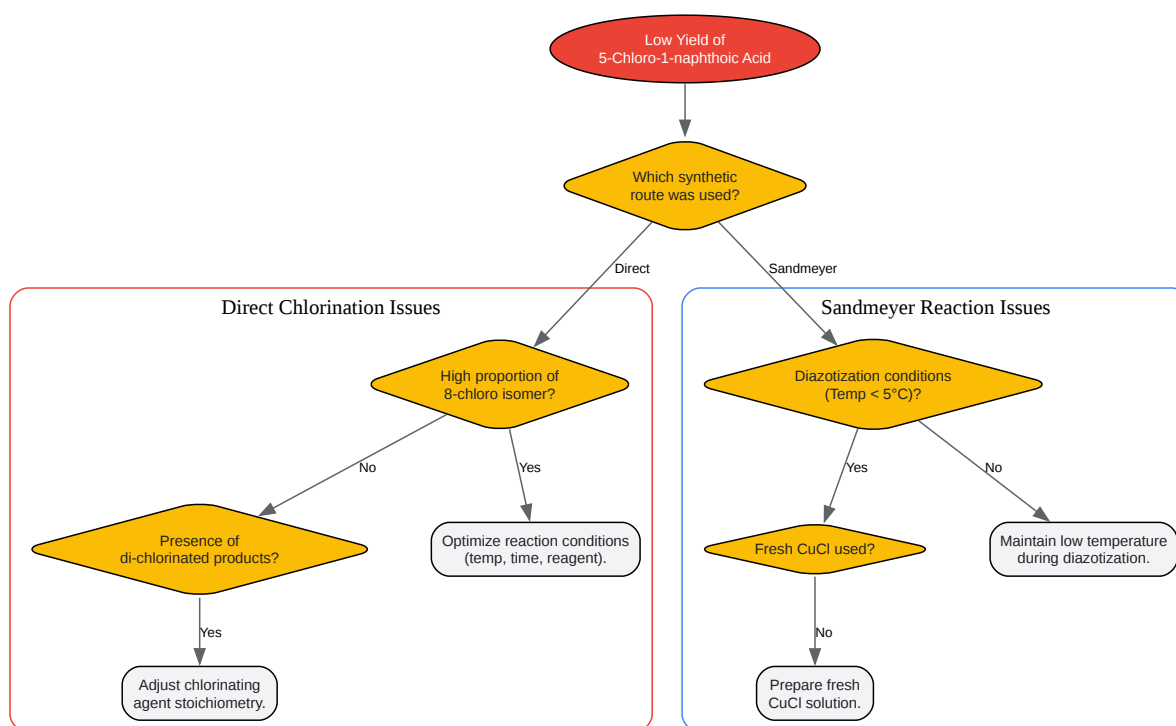 Low Yield of
5-Chloro-1-naphthoic Acid
Which synthetic
route was used?
Direct
Sandmeyer
Direct Chlorination Issues
Sandmeyer Reaction Issues
High proportion of
8-chloro isomer?
Diazotization conditions
(Temp < 5°C)?
No
Yes
Yes
No
Presence of
di-chlorinated products?
Optimize reaction conditions
(temp, time, reagent).
Fresh CuCl used?
Maintain low temperature
during diazotization.
Yes
No
Adjust chlorinating
agent stoichiometry.
Prepare fresh
CuCl solution.